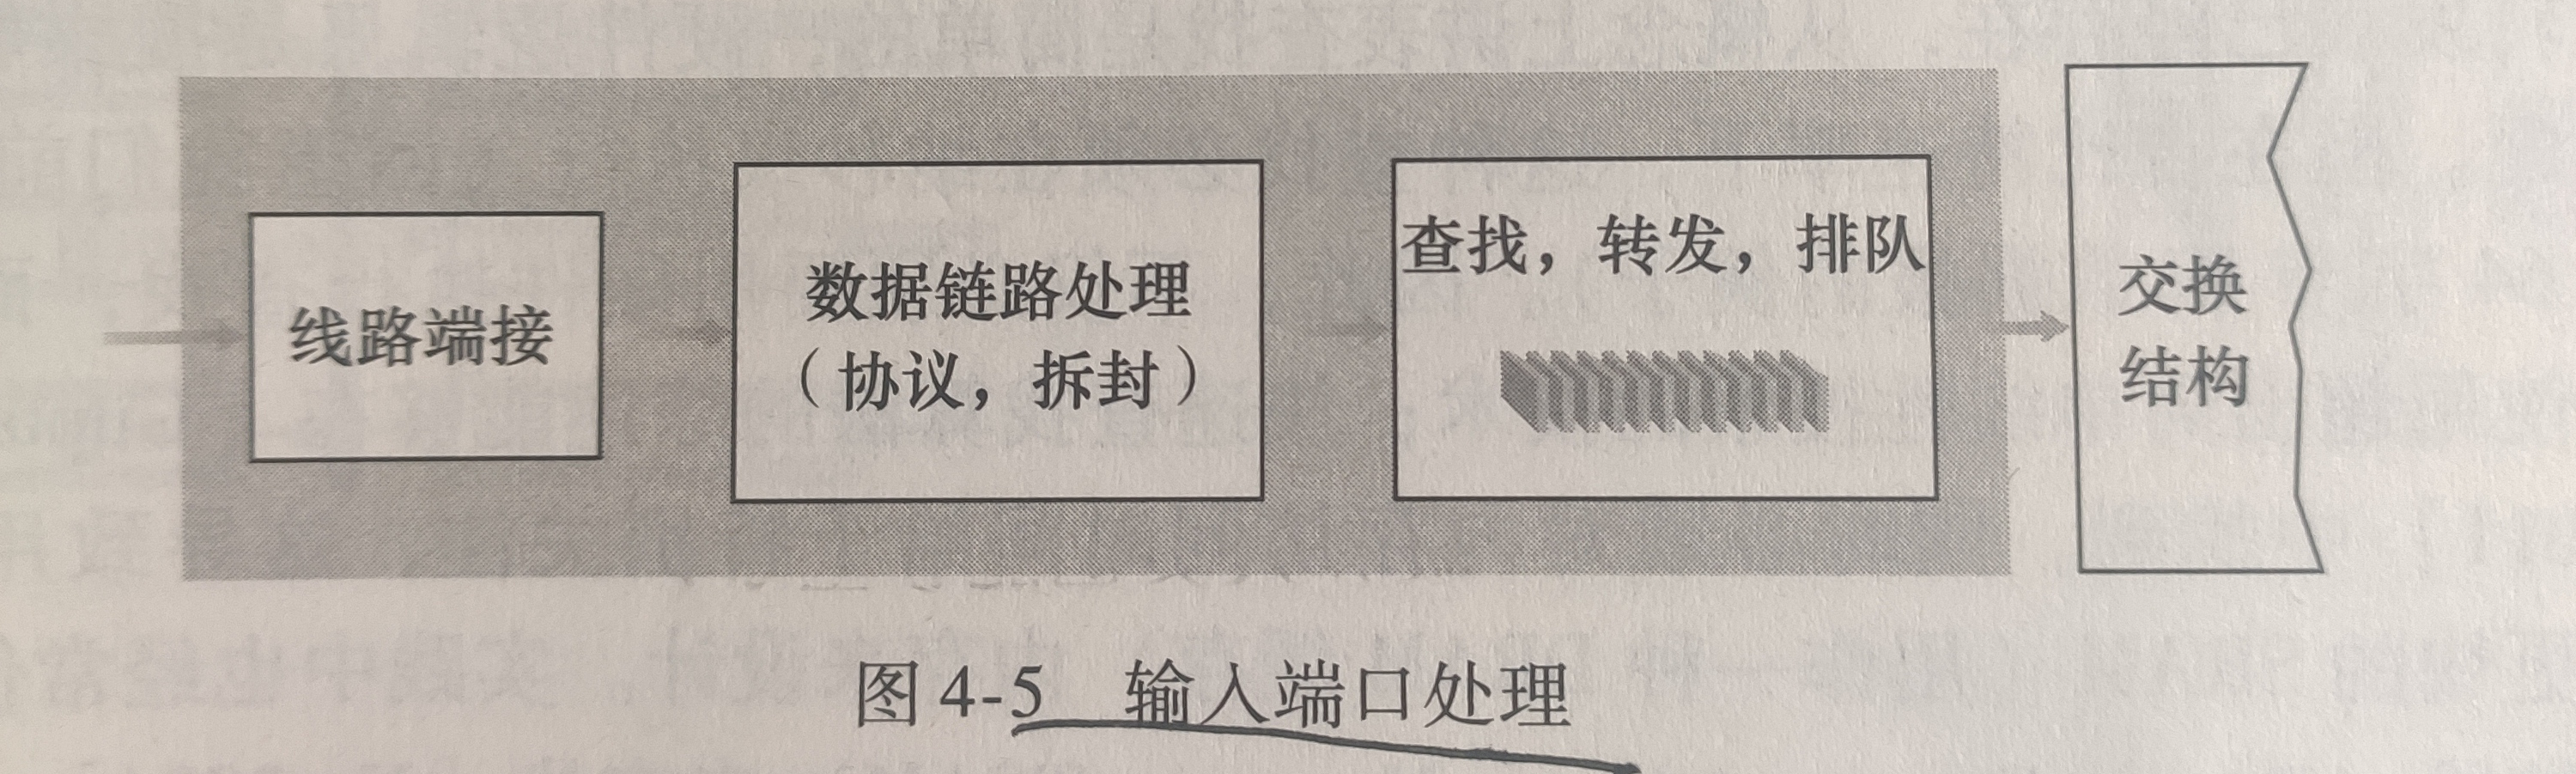 线路端接
数据链路处理
（协议，拆封）
查找，转发，排队
交换
结构
图 4-5 输入端口处理